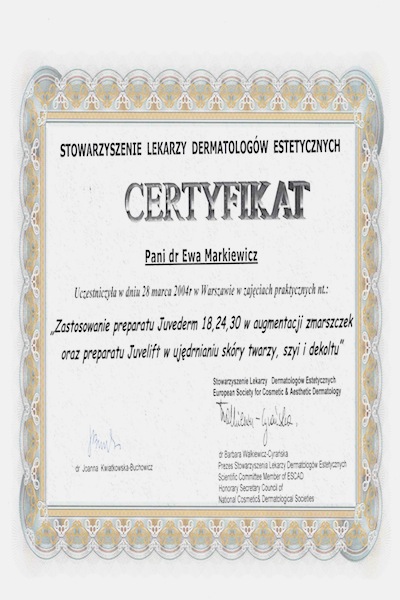 STOWARZYSZENIE LEKARZY DERMATOLOGÓW ESTETYCZNYCH
CERTYFIKAT
Pani dr Ewa Markiewicz
Uczestniczyła w dniu 28 marca 2004r w Warszawie w zajęciach praktycznych nt.:
„Zastosowanie preparatu Juvederm 18,24,30 w augmentacji zmarszczek
oraz preparatu Juvelift w ujędrnianiu skóry twarzy, szyi i dekoltu”
Stowarzyszenie Lekarzy Dermatologów Estetycznych
European Society for Cosmetic & Aesthetic Dermatology
dr Joanna Kwiatkowska-Buchowicz
dr Barbara Walkiewicz-Cyrańska
Prezes Stowarzyszenia Lekarzy Dermatologów Estetycznych
Scientific Committee Member of ESCAD
Honorary Secretary Council of
National Cosmetic& Dermatological Societies